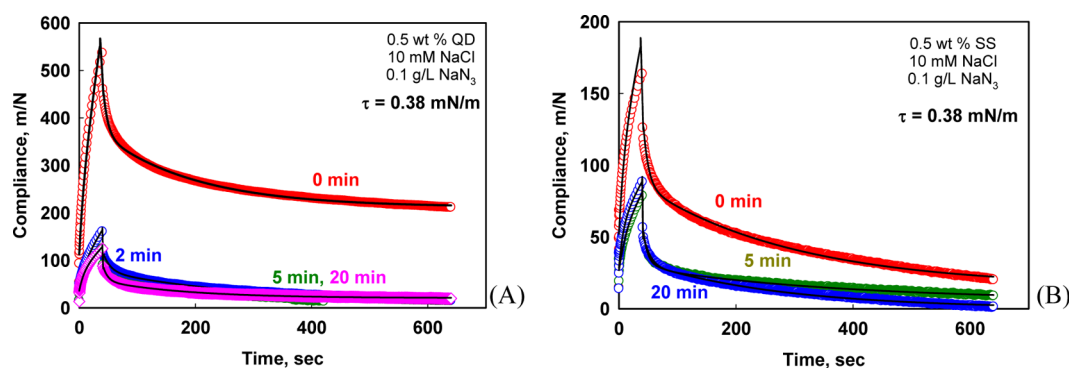 600
500
400
300
200
100
0
Compliance, m/N
0.5 wt % QD
10 mM NaCl
0.1 g/L NaN3
τ = 0.38 mN/m
0 min
2 min
5 min, 20 min
0 200 400 600
Time, sec
(A)
200
150
100
50
0
Compliance, m/N
0.5 wt % SS
10 mM NaCl
0.1 g/L NaN3
τ = 0.38 mN/m
0 min
5 min
20 min
0 200 400 600
Time, sec
(B)